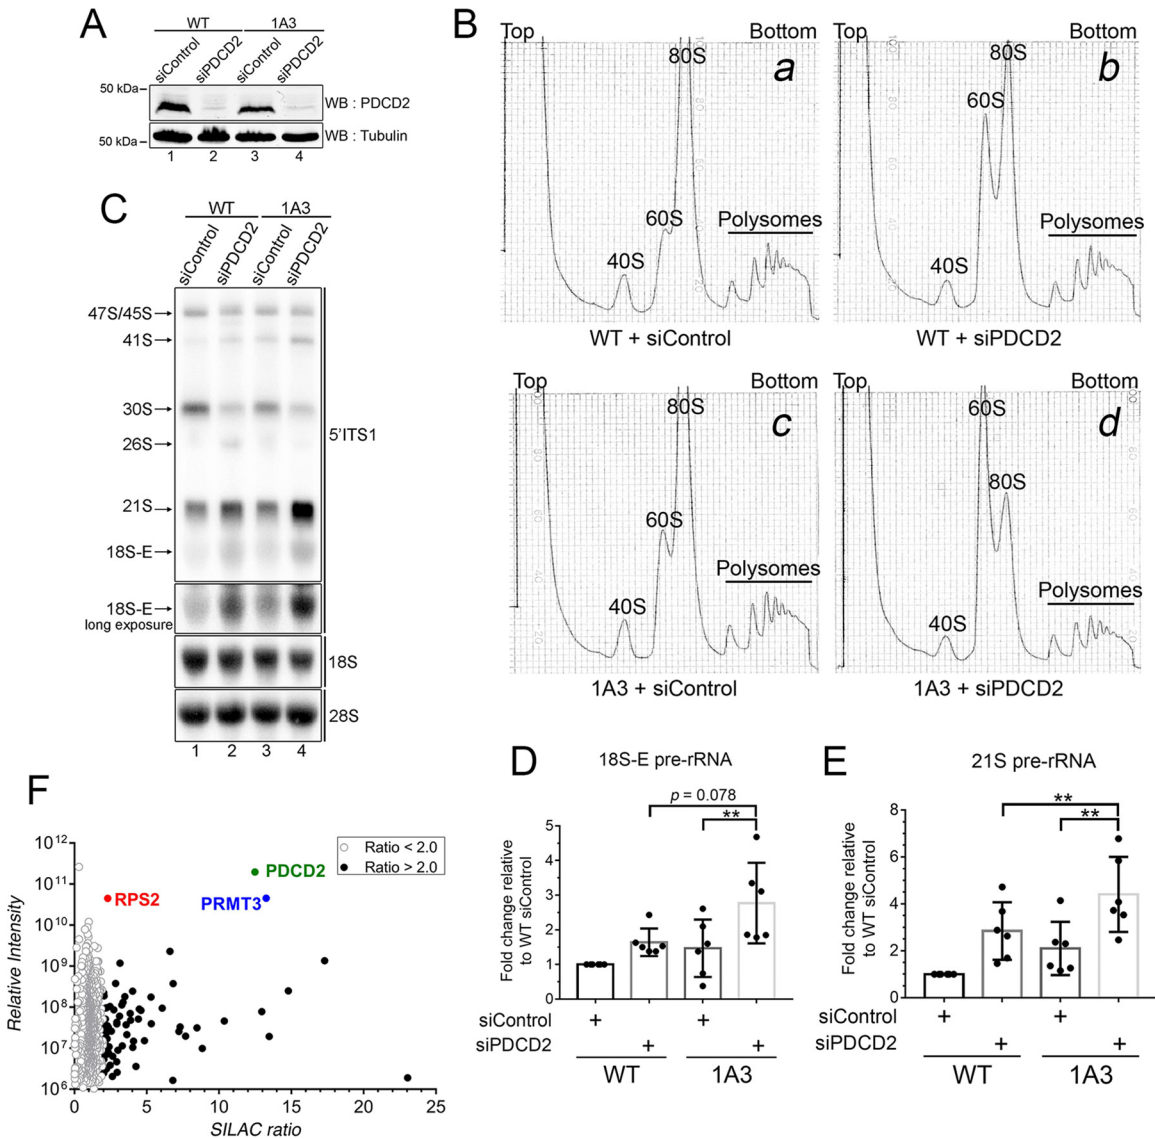 A
WT 1A3
siControl siPDCD2 siControl siPDCD2
50 kDa
WB : PDCD2
50 kDa
WB : Tubulin
1 2 3 4
B
Top Bottom
80S
a
60S
40S
Polysomes
100
80
60
40
20
WT + siControl
Top Bottom
80S
b
60S
40S
Polysomes
WT + siPDCD2
Top Bottom
80S
c
60S
40S
Polysomes
1A3 + siControl
Top Bottom
60S
d
80S
40S
Polysomes
1A3 + siPDCD2
C
WT 1A3
siControl siPDCD2 siControl siPDCD2
47S/45S
41S
30S
26S
21S
18S-E
5'ITS1
18S-E
long exposure
18S
28S
1 2 3 4
D
18S-E pre-rRNA
p = 0.078
**
Fold change relative
to WT siControl
5
4
3
2
1
0
siControl + +
siPDCD2 + +
WT 1A3
E
21S pre-rRNA
**
**
Fold change relative
to WT siControl
8
6
4
2
0
siControl + +
siPDCD2 + +
WT 1A3
F
Ratio < 2.0
Ratio > 2.0
PDCD2
RPS2
PRMT3
Relative Intensity
10¹²
10¹¹
10¹⁰
10⁹
10⁸
10⁷
10⁶
0 5 10 15 20 25
SILAC ratio